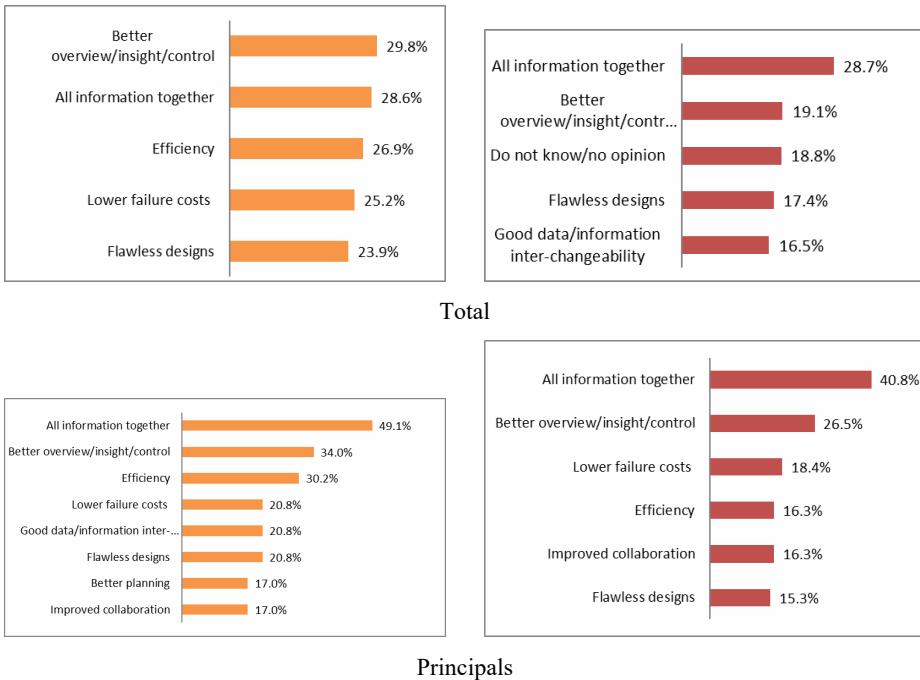 Better
overview/insight/control
29.8%
All information together
28.6%
Efficiency
26.9%
Lower failure costs
25.2%
Flawless designs
23.9%
All information together
28.7%
Better
overview/insight/contr...
19.1%
Do not know/no opinion
18.8%
Flawless designs
17.4%
Good data/information
inter-changeability
16.5%
Total
All information together
49.1%
Better overview/insight/control
34.0%
Efficiency
30.2%
Lower failure costs
20.8%
Good data/information inter-...
20.8%
Flawless designs
20.8%
Better planning
17.0%
Improved collaboration
17.0%
All information together
40.8%
Better overview/insight/control
26.5%
Lower failure costs
18.4%
Efficiency
16.3%
Improved collaboration
16.3%
Flawless designs
15.3%
Principals